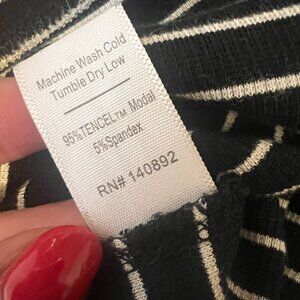 Machine Wash Cold
Tumble Dry Low
95%TENCEL™ Modal
5%Spandex
RN# 140892